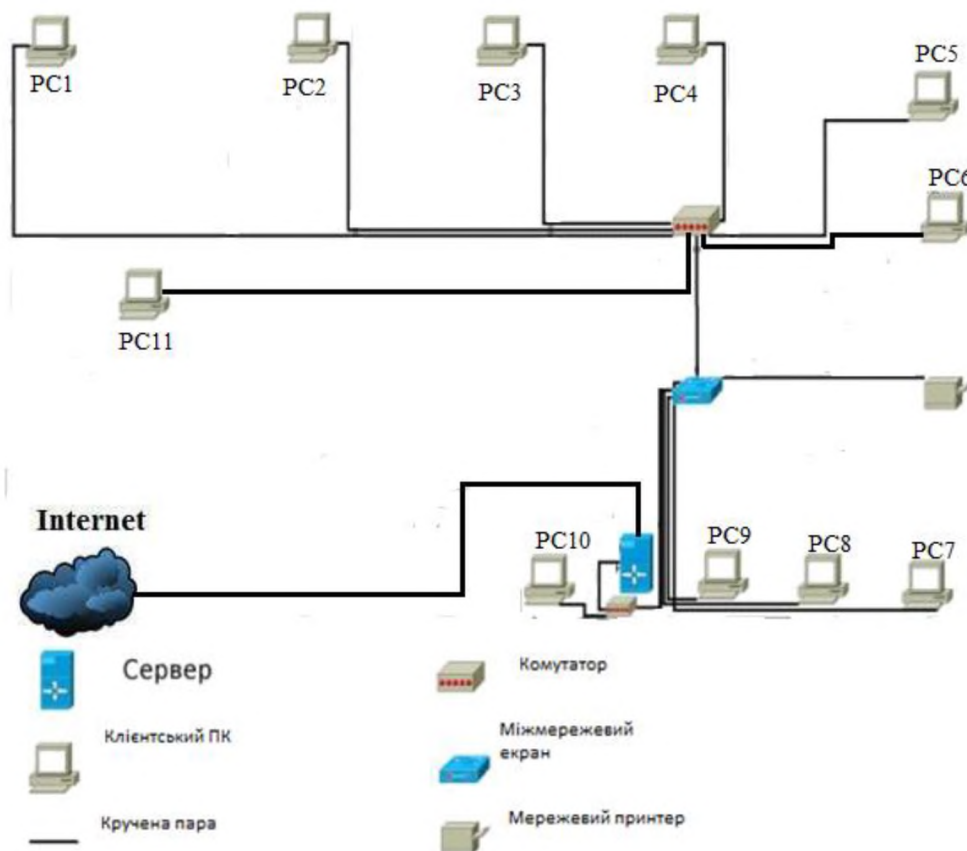 PC1
PC2
PC3
PC4
PC5
PC6
PC11
Internet
PC10
PC9
PC8
PC7
Сервер
Комутатор
Клієнтський ПК
Міжмережевий
екран
Кручена пара
Мережевий принтер